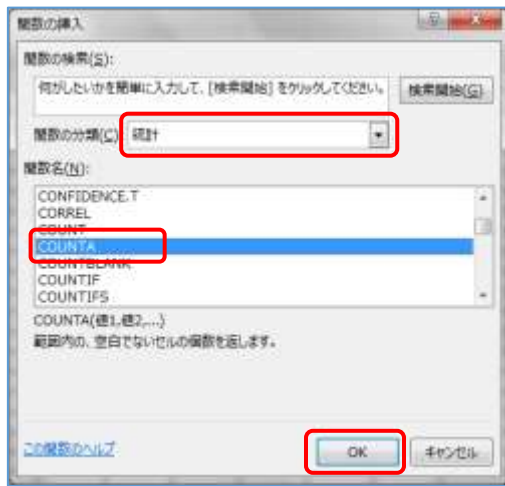 関数の挿入
関数の検索(S):
何がしたいかを簡単に入力して、[検索開始] をクリックしてください。
検索開始(G)
関数の分類(C) 統計
関数名(N):
CONFIDENCE.T
CORREL
COUNT
COUNTA
COUNTBLANK
COUNTIF
COUNTIFS
COUNTA(値1,値2,...)
範囲内の、空白でないセルの個数を返します。
この関数のヘルプ
OK
キャンセル